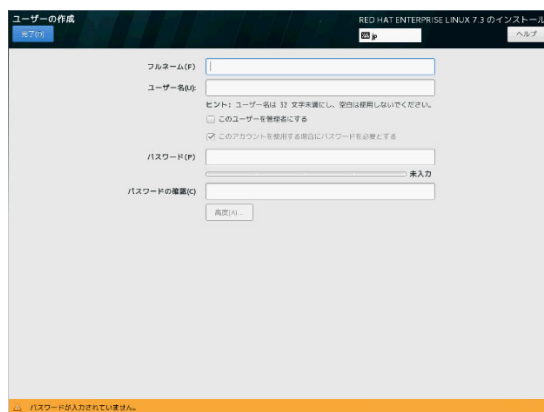 ユーザーの作成
RED HAT ENTERPRISE LINUX 7.3 のインストール
完了(D)
jp
ヘルプ
フルネーム(F)
ユーザー名(U):
ヒント: ユーザー名は 32 文字未満にし、空白は使用しないでください。
このユーザーを管理者にする
このアカウントを使用する場合にパスワードを必要とする
パスワード(P)
未入力
パスワードの確認(C)
高度(A)...
パスワードが入力されていません。